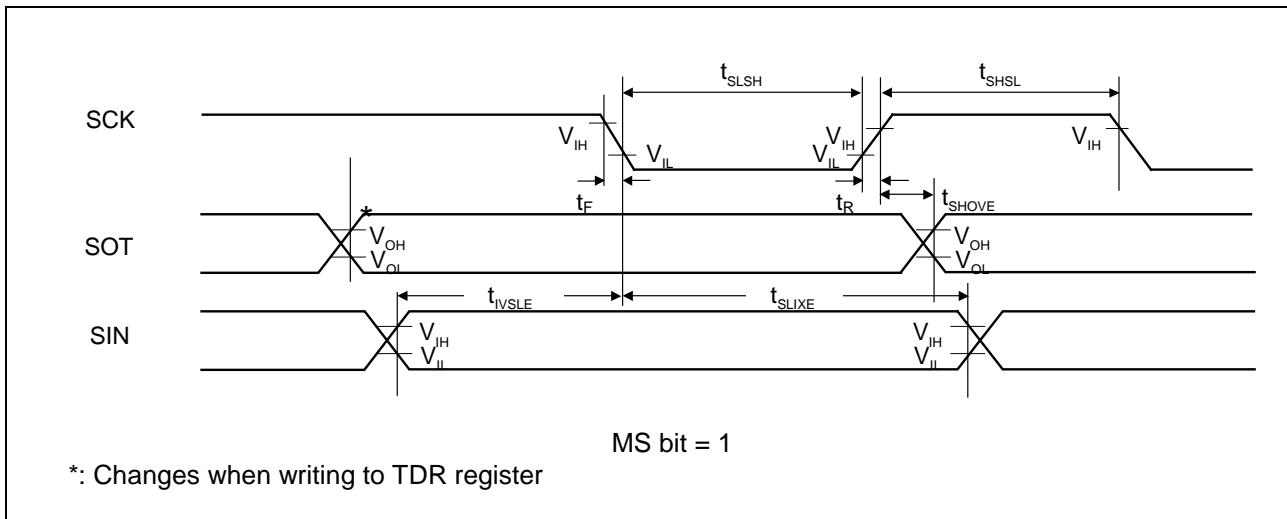 tSLSH
tSHSL
SCK
VIH
VIL
VIH
VIL
VIH
tF
tR
tSHOVE
*
SOT
VOH
VOL
VOH
VOL
tIVSLE
tSLIXE
SIN
VIH
VIL
VIH
VIL
MS bit = 1
*: Changes when writing to TDR register